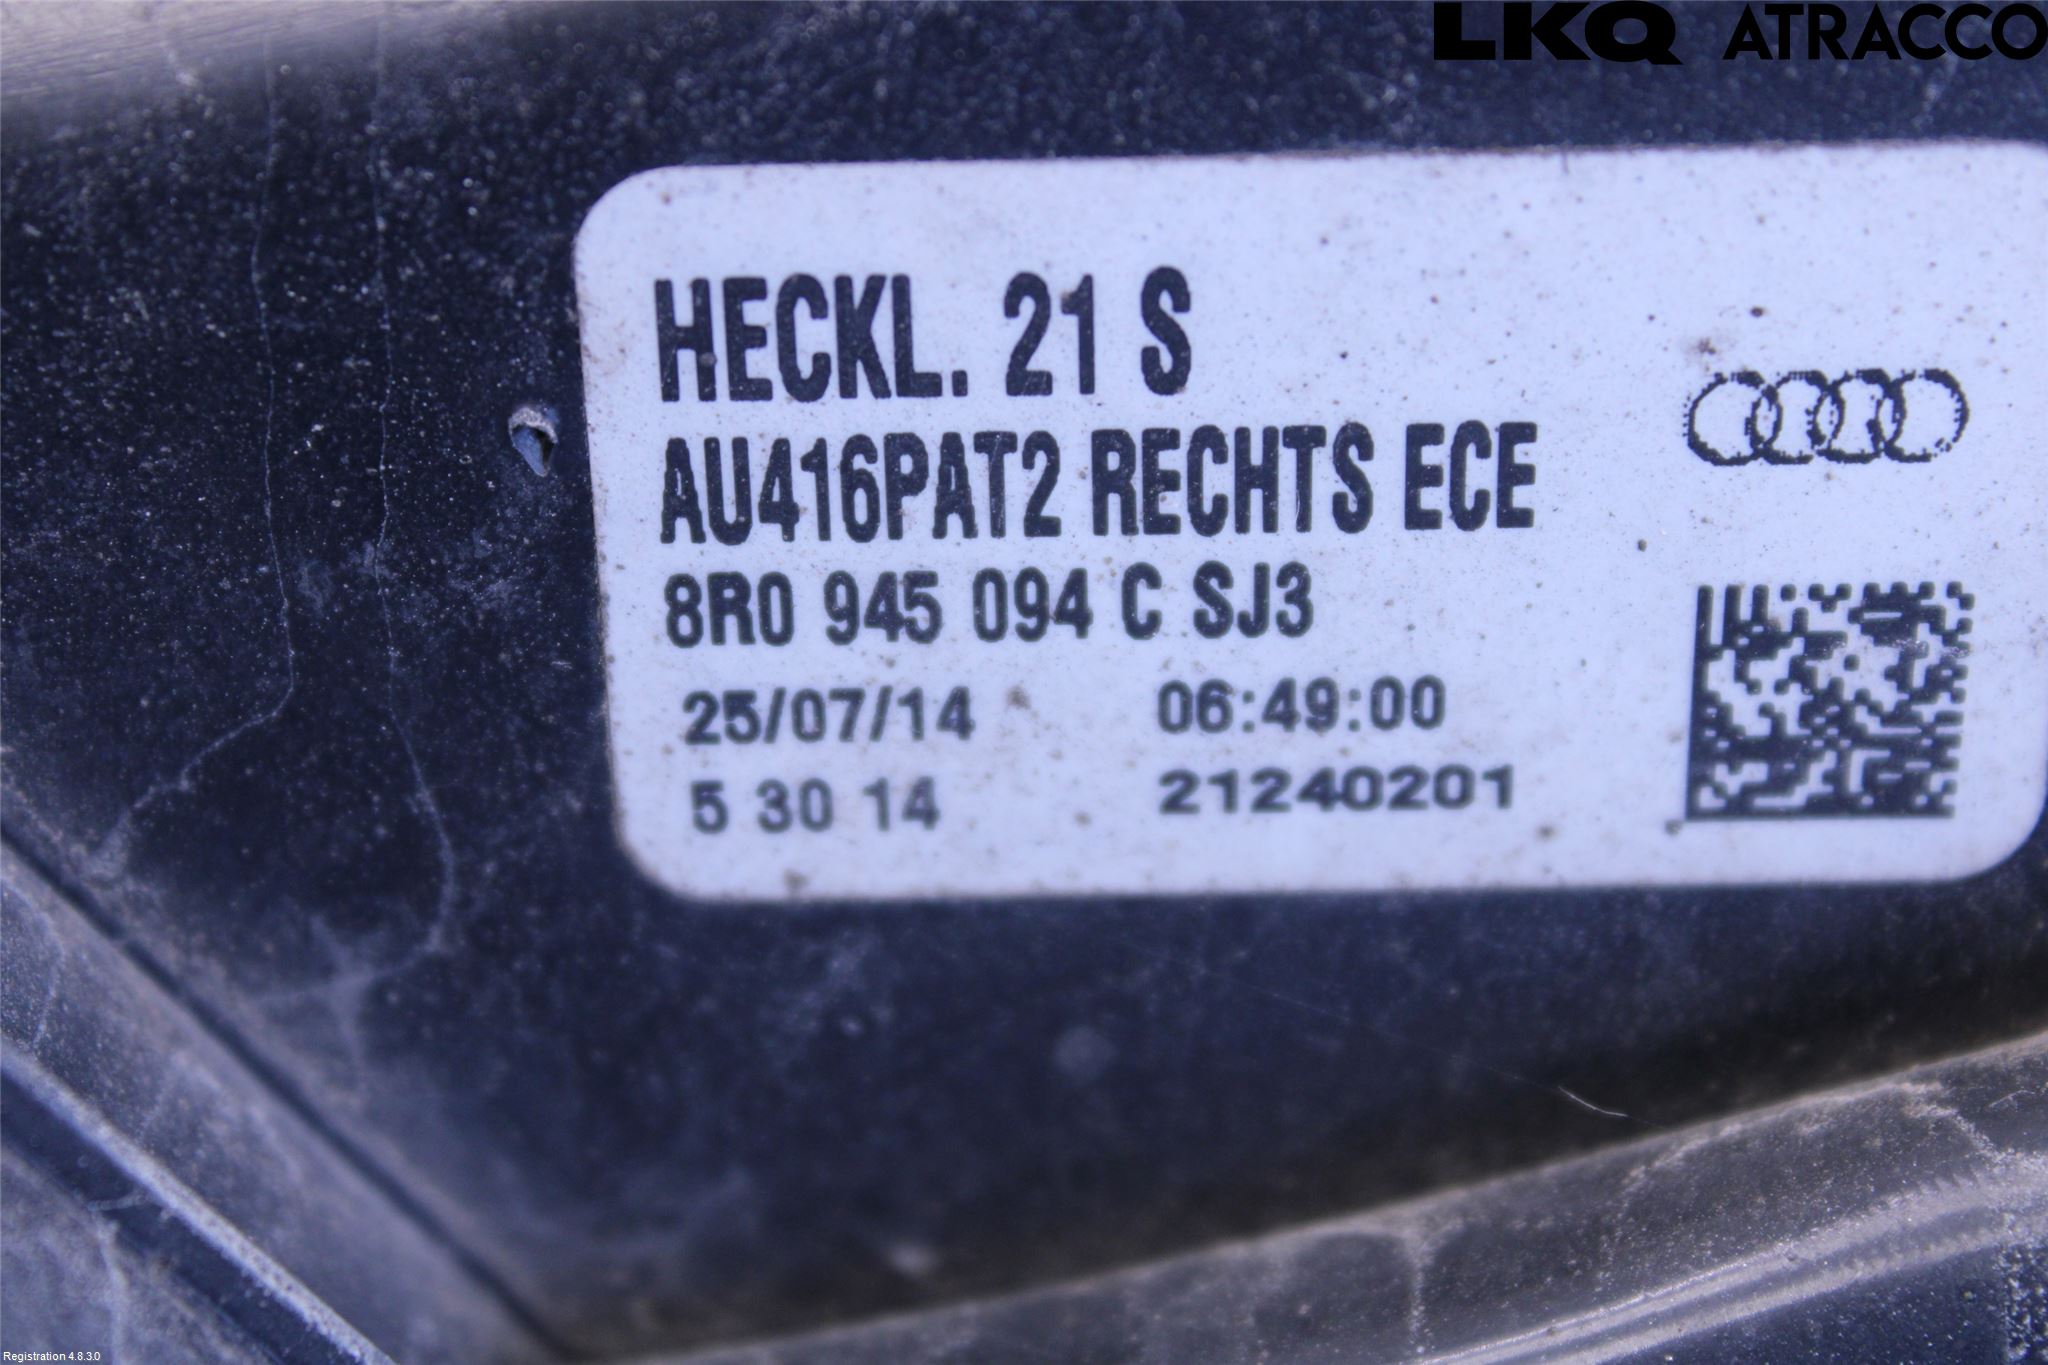 LKQ ATRACCO
HECKL. 21 S
AU416PAT2 RECHTS ECE
8R0 945 094 C SJ3
25/07/14 06:49:00
5 30 14 21240201
Registration 4.8.3.0